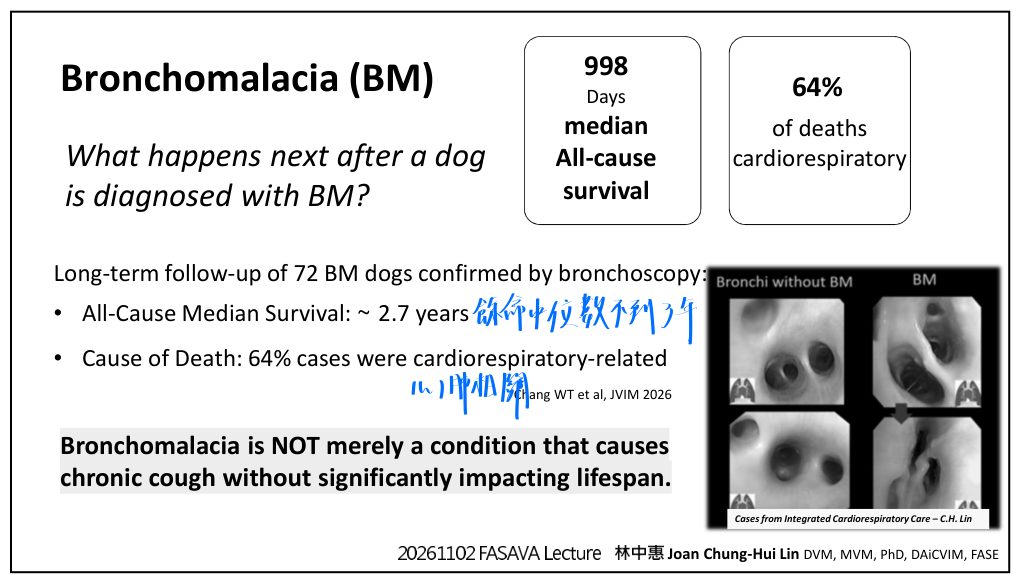 Bronchomalacia (BM)
What happens next after a dog
is diagnosed with BM?
998
Days
median
All-cause
survival
64%
of deaths
cardiorespiratory
Long-term follow-up of 72 BM dogs confirmed by bronchoscopy:
• All-Cause Median Survival: ~ 2.7 years 餘命中位數不到3年
• Cause of Death: 64% cases were cardiorespiratory-related
心肺相關
Chang WT et al, JVIM 2026
Bronchomalacia is NOT merely a condition that causes
chronic cough without significantly impacting lifespan.
Bronchi without BM
BM
Cases from Integrated Cardiorespiratory Care – C.H. Lin
20261102 FASAVA Lecture 林中惠 Joan Chung-Hui Lin DVM, MVM, PhD, DAiCVIM, FASE